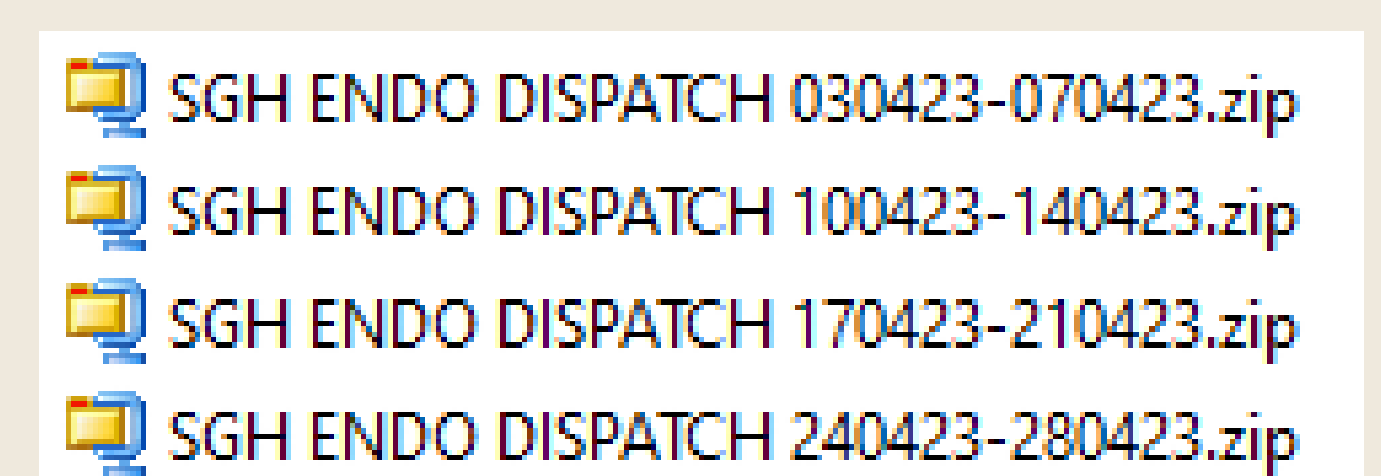 SGH ENDO DISPATCH 030423-070423.zip
SGH ENDO DISPATCH 100423-140423.zip
SGH ENDO DISPATCH 170423-210423.zip
SGH ENDO DISPATCH 240423-280423.zip